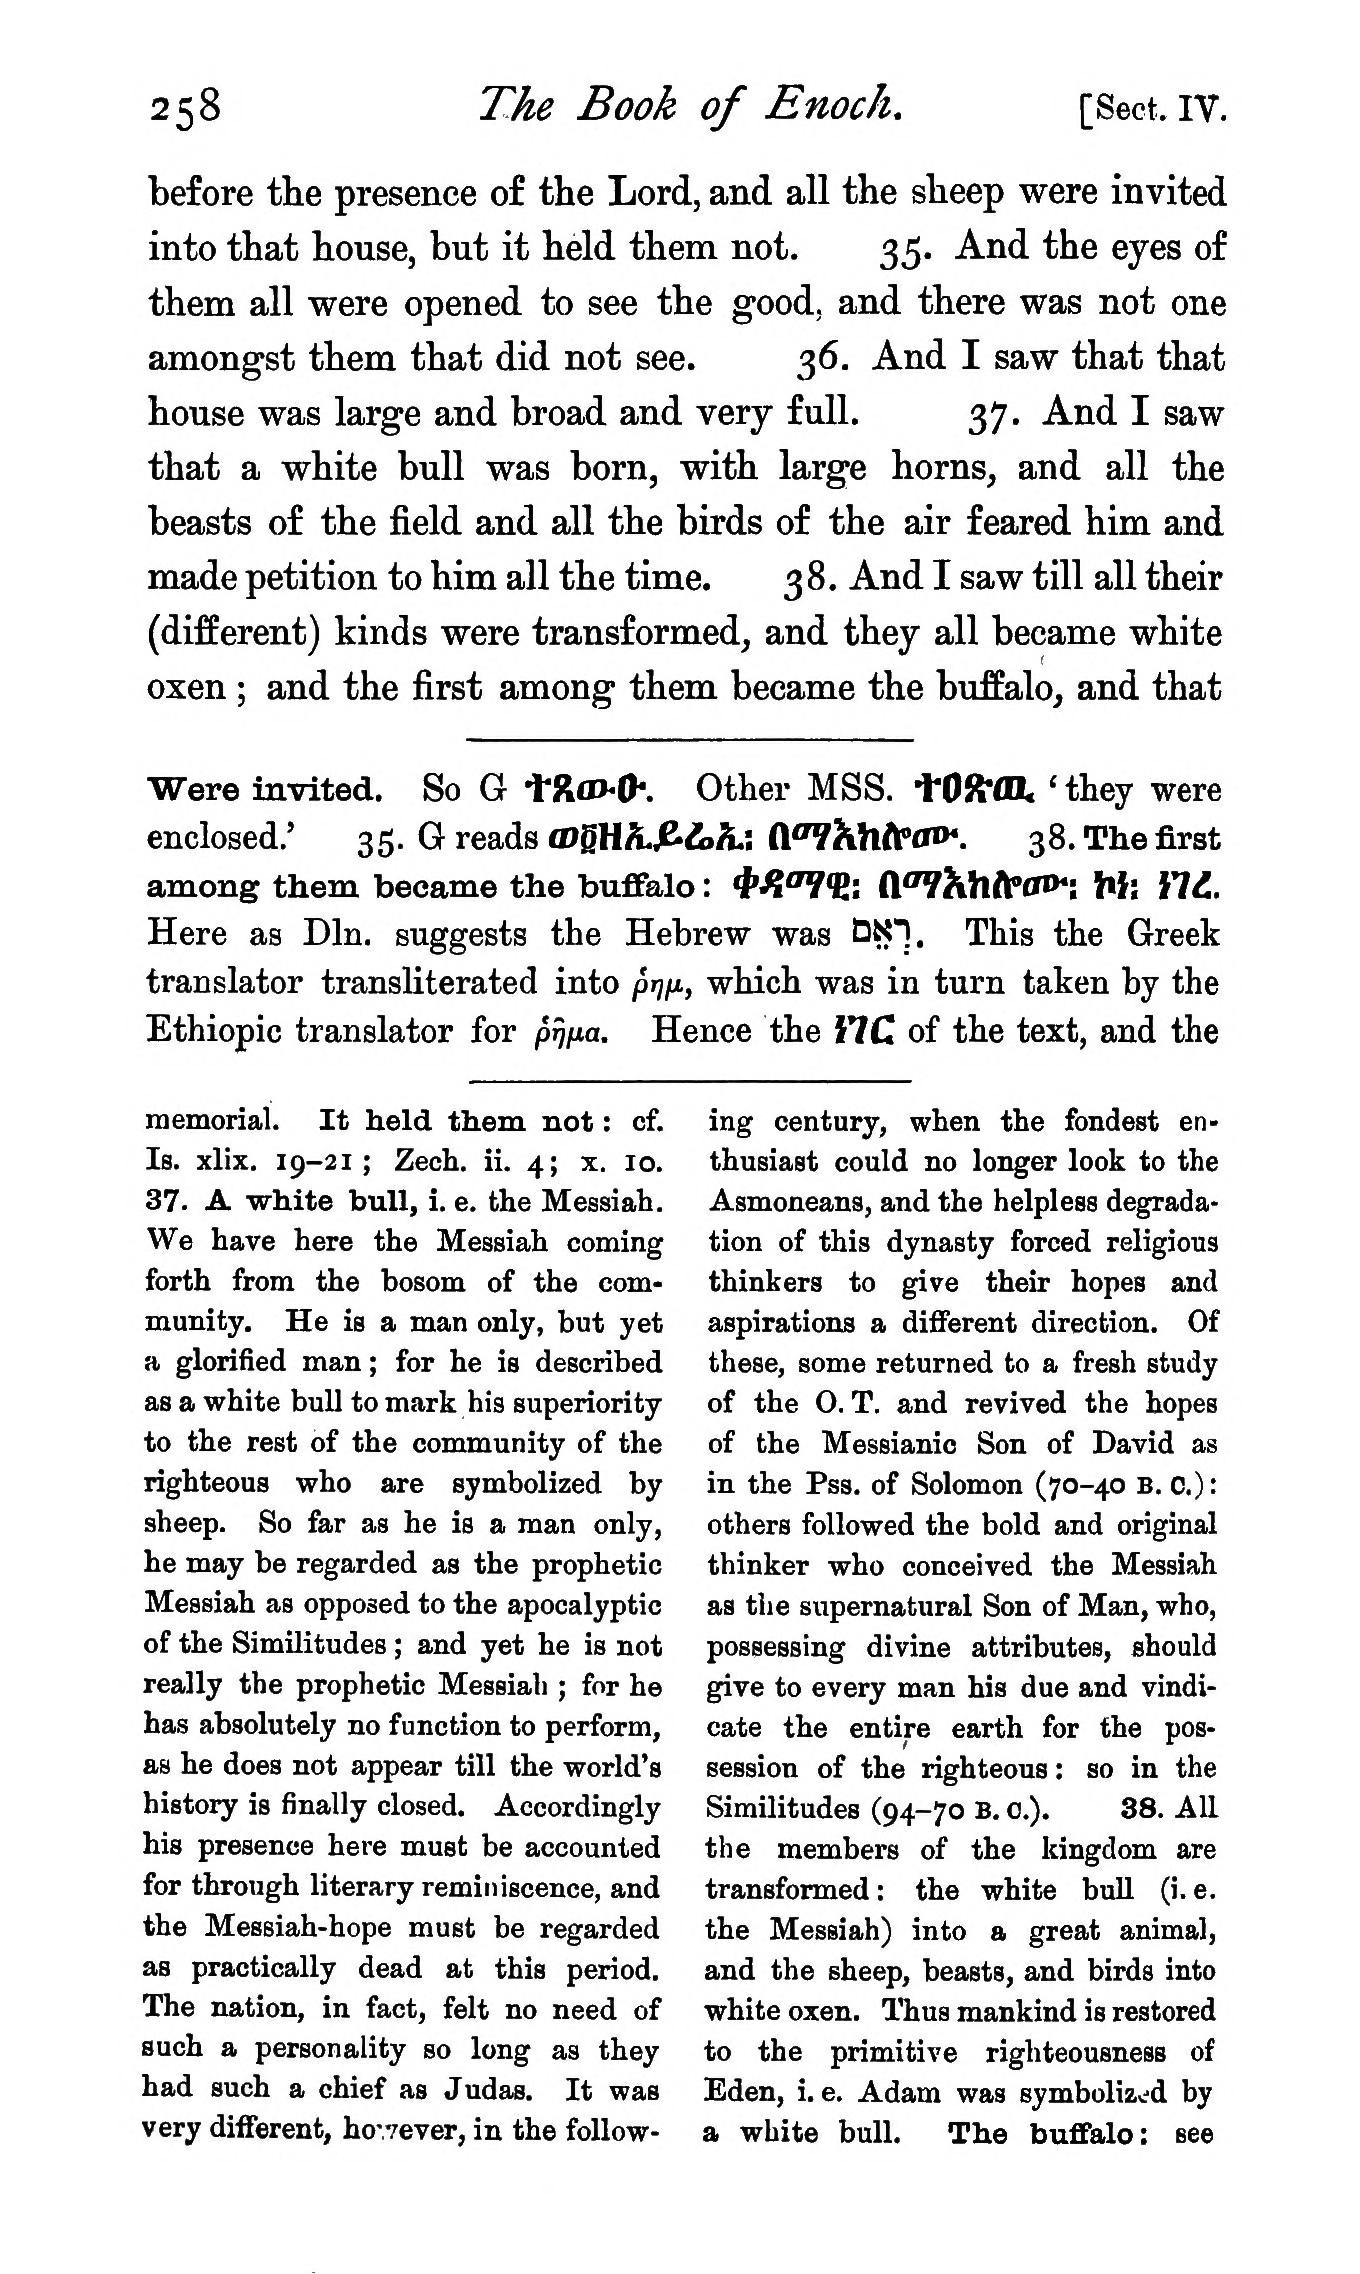 258 The Book of Enoch. [Sect. IV.
before the presence of the Lord, and all the sheep were invited
into that house, but it held them not. 35. And the eyes of
them all were opened to see the good, and there was not one
amongst them that did not see. 36. And I saw that that
house was large and broad and very full. 37. And I saw
that a white bull was born, with large horns, and all the
beasts of the field and all the birds of the air feared him and
made petition to him all the time. 38. And I saw till all their
(different) kinds were transformed, and they all became white
oxen ; and the first among them became the buffalo, and that
Were invited. So G ተጸውዑ. Other MSS. ተዐጽዉ ‘they were
enclosed.’ 35. G reads ወ፩ዘኢይሬኢ፡ በማእከሎሙ. 38. The first
among them became the buffalo : ቀዳማዊ፡ በማእከሎሙ፡ ኮነ፡ ነገረ.
Here as Dln. suggests the Hebrew was רְאֵם. This the Greek
translator transliterated into ῥημ, which was in turn taken by the
Ethiopic translator for ῥῆμα. Hence the ነገር of the text, and the
memorial. It held them not : cf.
Is. xlix. 19–21 ; Zech. ii. 4; x. 10.
37. A white bull, i. e. the Messiah.
We have here the Messiah coming
forth from the bosom of the com-
munity. He is a man only, but yet
a glorified man ; for he is described
as a white bull to mark his superiority
to the rest of the community of the
righteous who are symbolized by
sheep. So far as he is a man only,
he may be regarded as the prophetic
Messiah as opposed to the apocalyptic
of the Similitudes ; and yet he is not
really the prophetic Messiah ; for he
has absolutely no function to perform,
as he does not appear till the world’s
history is finally closed. Accordingly
his presence here must be accounted
for through literary reminiscence, and
the Messiah-hope must be regarded
as practically dead at this period.
The nation, in fact, felt no need of
such a personality so long as they
had such a chief as Judas. It was
very different, however, in the follow-
ing century, when the fondest en-
thusiast could no longer look to the
Asmoneans, and the helpless degrada-
tion of this dynasty forced religious
thinkers to give their hopes and
aspirations a different direction. Of
these, some returned to a fresh study
of the O. T. and revived the hopes
of the Messianic Son of David as
in the Pss. of Solomon (70–40 B. C.) :
others followed the bold and original
thinker who conceived the Messiah
as the supernatural Son of Man, who,
possessing divine attributes, should
give to every man his due and vindi-
cate the entire earth for the pos-
session of the righteous : so in the
Similitudes (94–70 B. C.). 38. All
the members of the kingdom are
transformed : the white bull (i. e.
the Messiah) into a great animal,
and the sheep, beasts, and birds into
white oxen. Thus mankind is restored
to the primitive righteousness of
Eden, i. e. Adam was symbolized by
a white bull. The buffalo : see